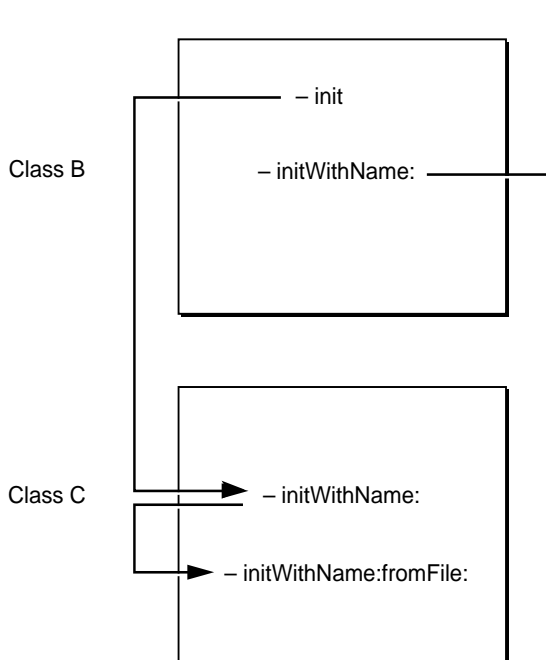 – init
Class B
– initWithName:
Class C
– initWithName:
– initWithName:fromFile: